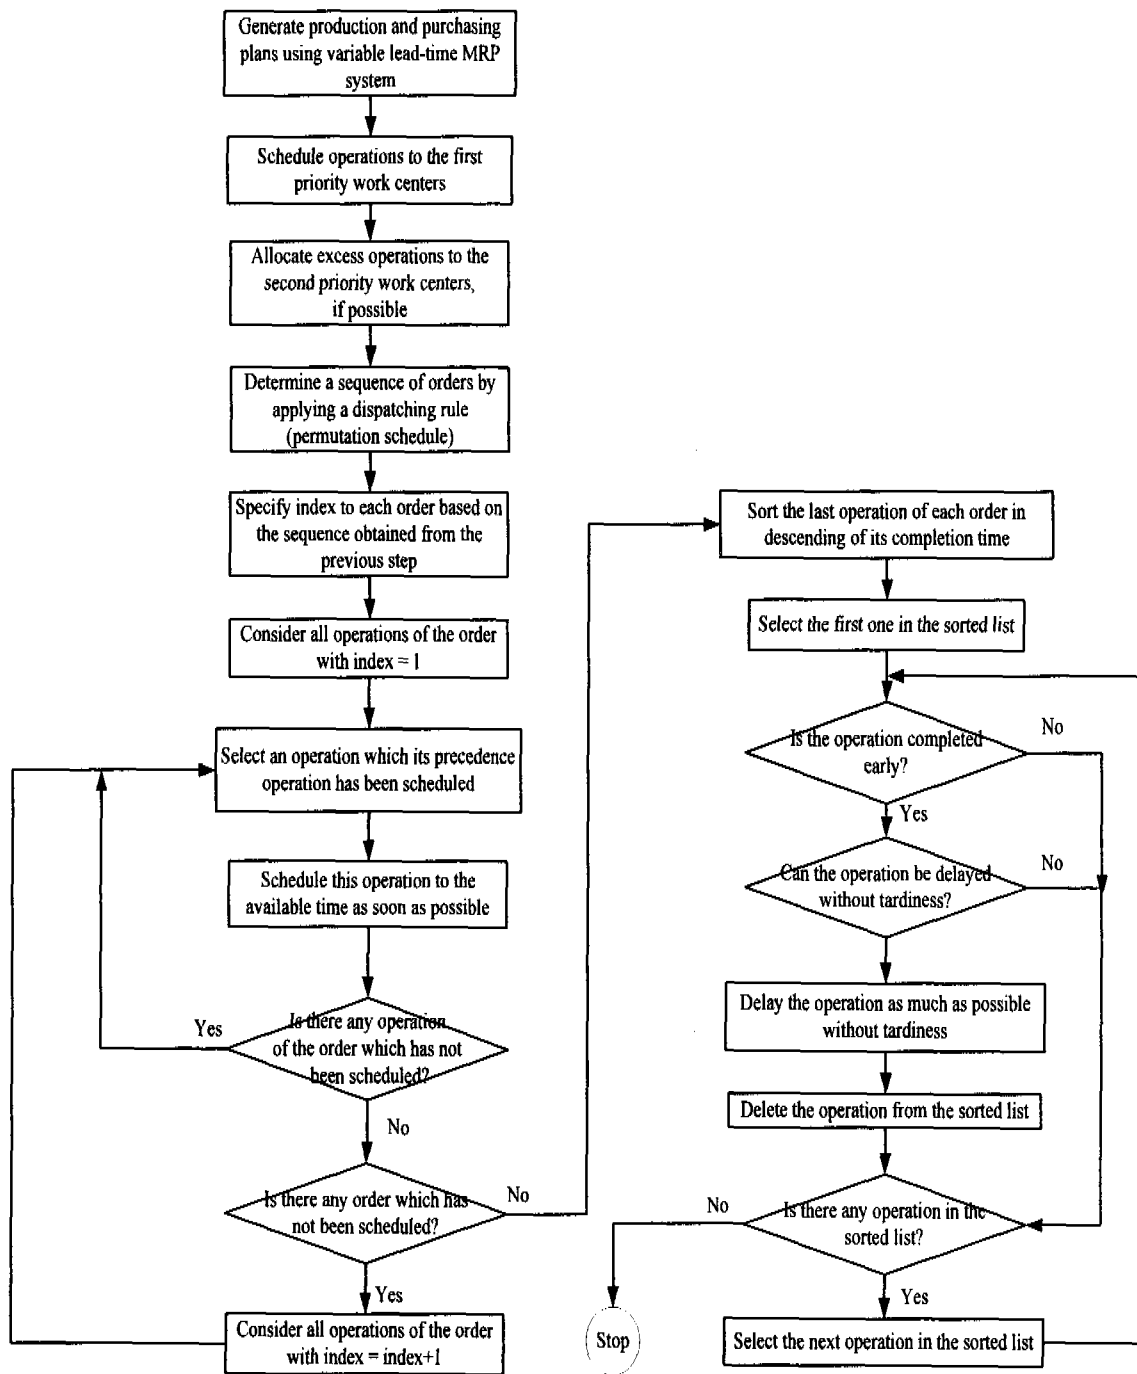 Generate production and purchasing
plans using variable lead-time MRP
system
Schedule operations to the first
priority work centers
Allocate excess operations to the
second priority work centers,
if possible
Determine a sequence of orders by
applying a dispatching rule
(permutation schedule)
Specify index to each order based on
the sequence obtained from the
previous step
Consider all operations of the order
with index = 1
Select an operation which its precedence
operation has been scheduled
Schedule this operation to the
available time as soon as possible
Is there any operation
of the order which has not
been scheduled?
Yes
No
Is there any order which has
not been scheduled?
No
Yes
Consider all operations of the order
with index = index+1
Sort the last operation of each order in
descending of its completion time
Select the first one in the sorted list
Is the operation completed
early?
No
Yes
Can the operation be delayed
without tardiness?
No
Delay the operation as much as possible
without tardiness
Delete the operation from the sorted list
Is there any operation in the
sorted list?
No
Yes
Stop
Select the next operation in the sorted list